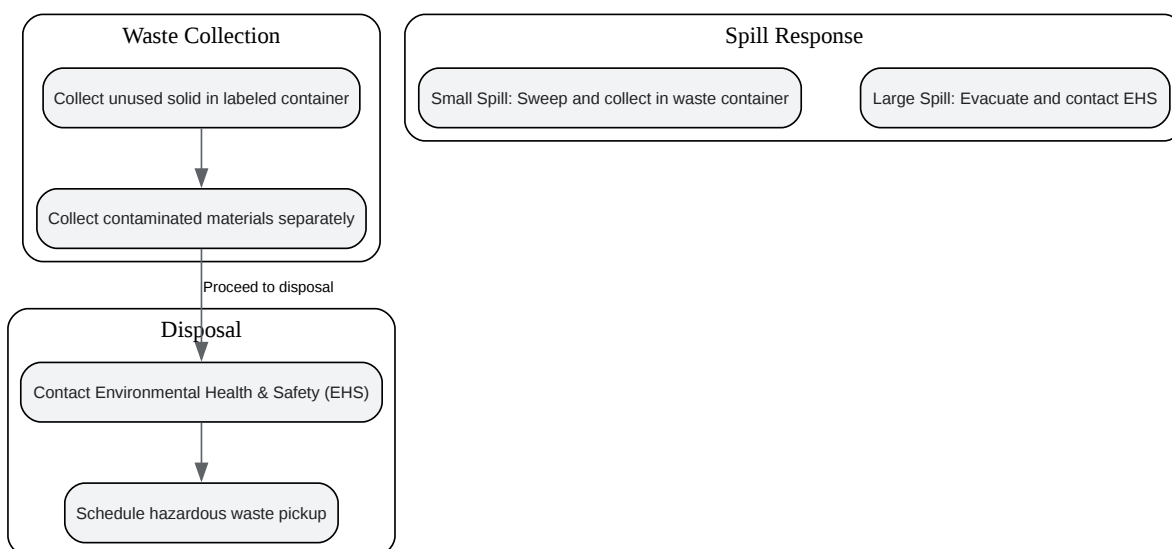 Waste Collection
Collect unused solid in labeled container
Collect contaminated materials separately
Proceed to disposal
Disposal
Contact Environmental Health & Safety (EHS)
Schedule hazardous waste pickup
Spill Response
Small Spill: Sweep and collect in waste container
Large Spill: Evacuate and contact EHS